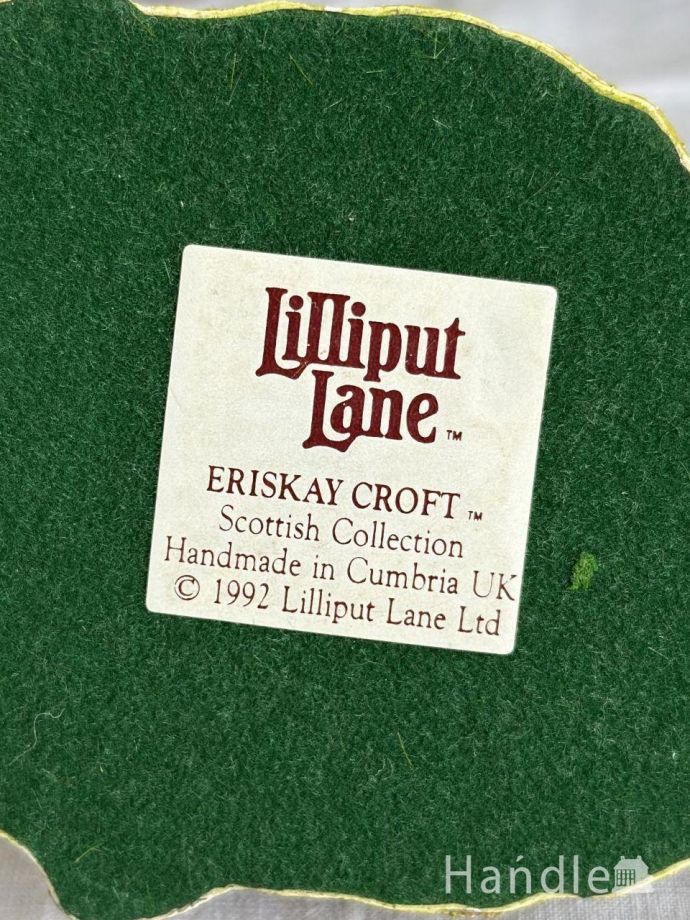 Lilliput
Lane™
ERISKAY CROFT™
Scottish Collection
Handmade in Cumbria UK
© 1992 Lilliput Lane Ltd
Handle